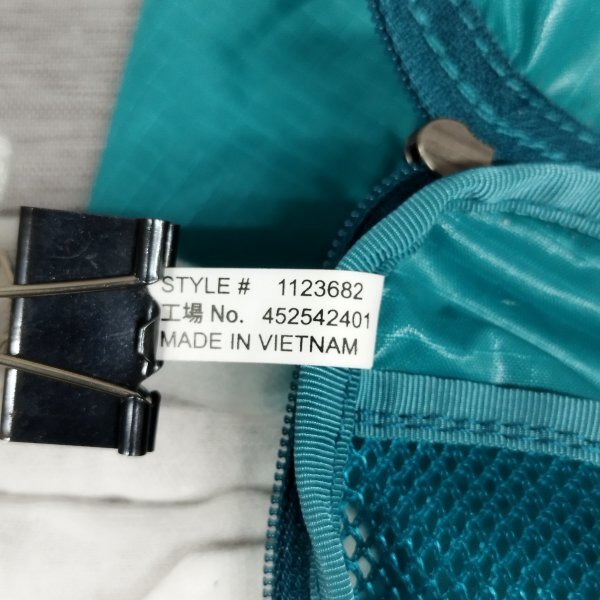 STYLE # 1123682
工場 No. 452542401
MADE IN VIETNAM